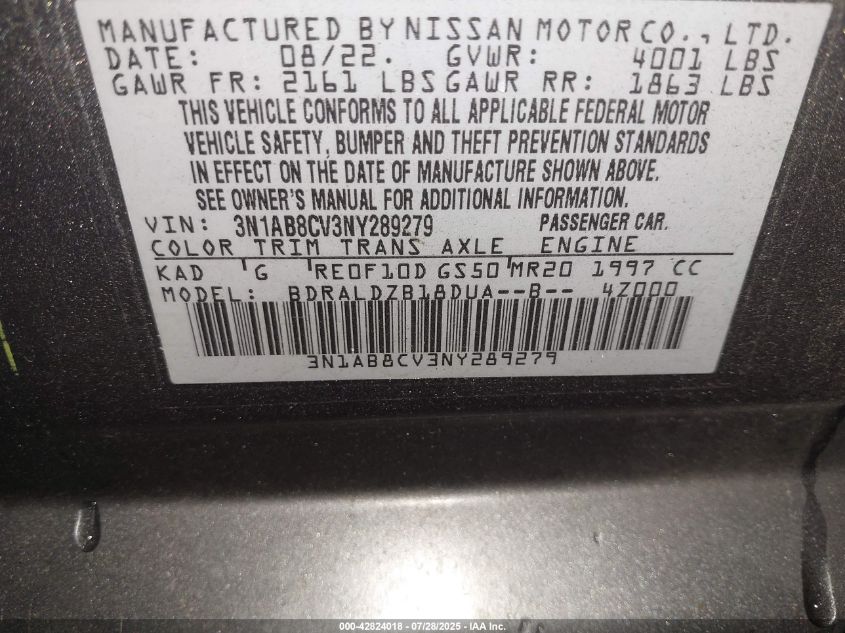 MANUFACTURED BY NISSAN MOTOR CO., LTD.
DATE: 08/22. GVWR: 4001 LBS
GAWR FR: 2161 LBS GAWR RR: 1863 LBS
THIS VEHICLE CONFORMS TO ALL APPLICABLE FEDERAL MOTOR
VEHICLE SAFETY, BUMPER AND THEFT PREVENTION STANDARDS
IN EFFECT ON THE DATE OF MANUFACTURE SHOWN ABOVE.
SEE OWNER'S MANUAL FOR ADDITIONAL INFORMATION.
VIN: 3N1AB8CV3NY289279 PASSENGER CAR.
COLOR TRIM TRANS AXLE ENGINE
KAD G RE0F10D GS50 MR20 1997 CC
MODEL: BDRALDZB18DUA--B-- 4Z000
3N1AB8CV3NY289279
000-42824018 - 07/28/2025 - IAA Inc.